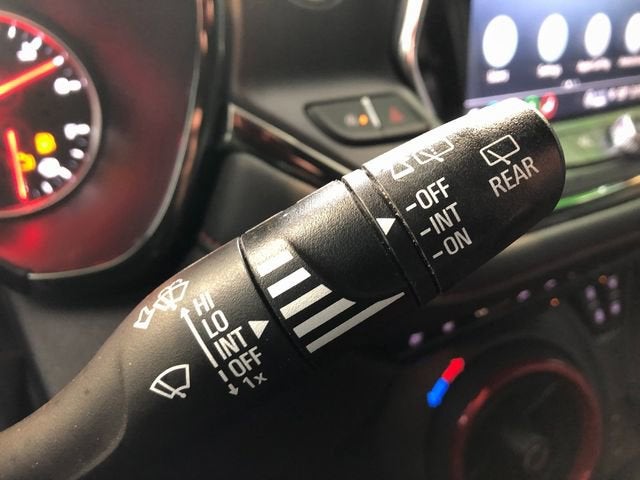 HI
LO
INT
OFF
1x
-OFF
-INT
-ON
REAR